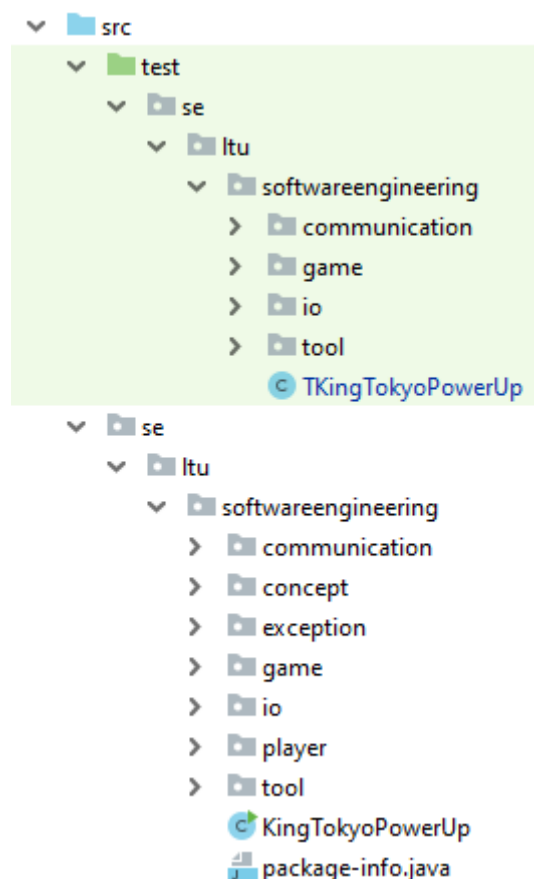 src
test
se
ltu
softwareengineering
communication
game
io
tool
TKingTokyoPowerUp
se
ltu
softwareengineering
communication
concept
exception
game
io
player
tool
KingTokyoPowerUp
package-info.java